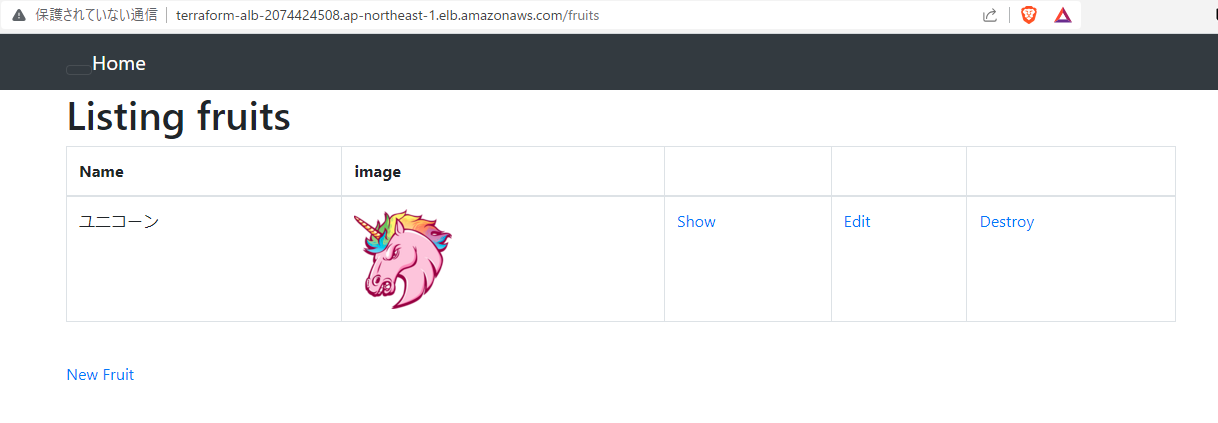 保護されていない通信 terraform-alb-2074424508.ap-northeast-1.elb.amazonaws.com/fruits
Home
Listing fruits
Name image
ユニコーン Show Edit Destroy
New Fruit